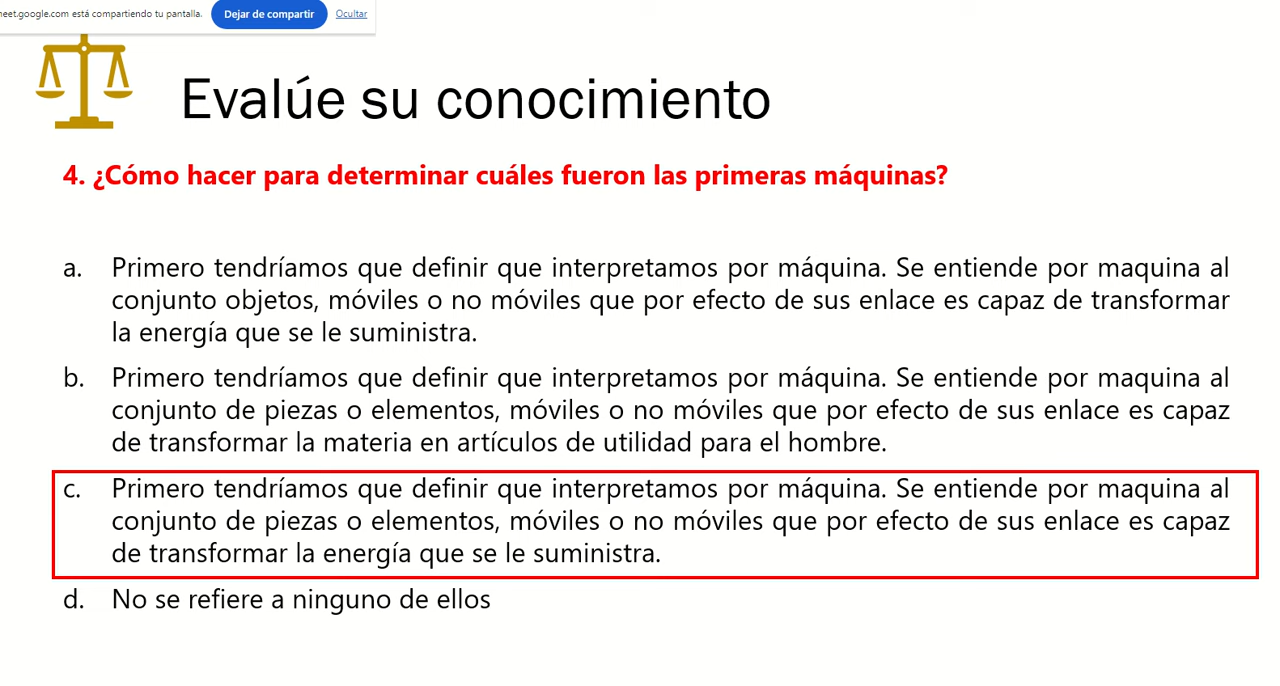 meet.google.com está compartiendo tu pantalla. Dejar de compartir Ocultar
Evalúe su conocimiento
4. ¿Cómo hacer para determinar cuáles fueron las primeras máquinas?
a. Primero tendríamos que definir que interpretamos por máquina. Se entiende por maquina al
conjunto objetos, móviles o no móviles que por efecto de sus enlace es capaz de transformar
la energía que se le suministra.
b. Primero tendríamos que definir que interpretamos por máquina. Se entiende por maquina al
conjunto de piezas o elementos, móviles o no móviles que por efecto de sus enlace es capaz
de transformar la materia en artículos de utilidad para el hombre.
c. Primero tendríamos que definir que interpretamos por máquina. Se entiende por maquina al
conjunto de piezas o elementos, móviles o no móviles que por efecto de sus enlace es capaz
de transformar la energía que se le suministra.
d. No se refiere a ninguno de ellos